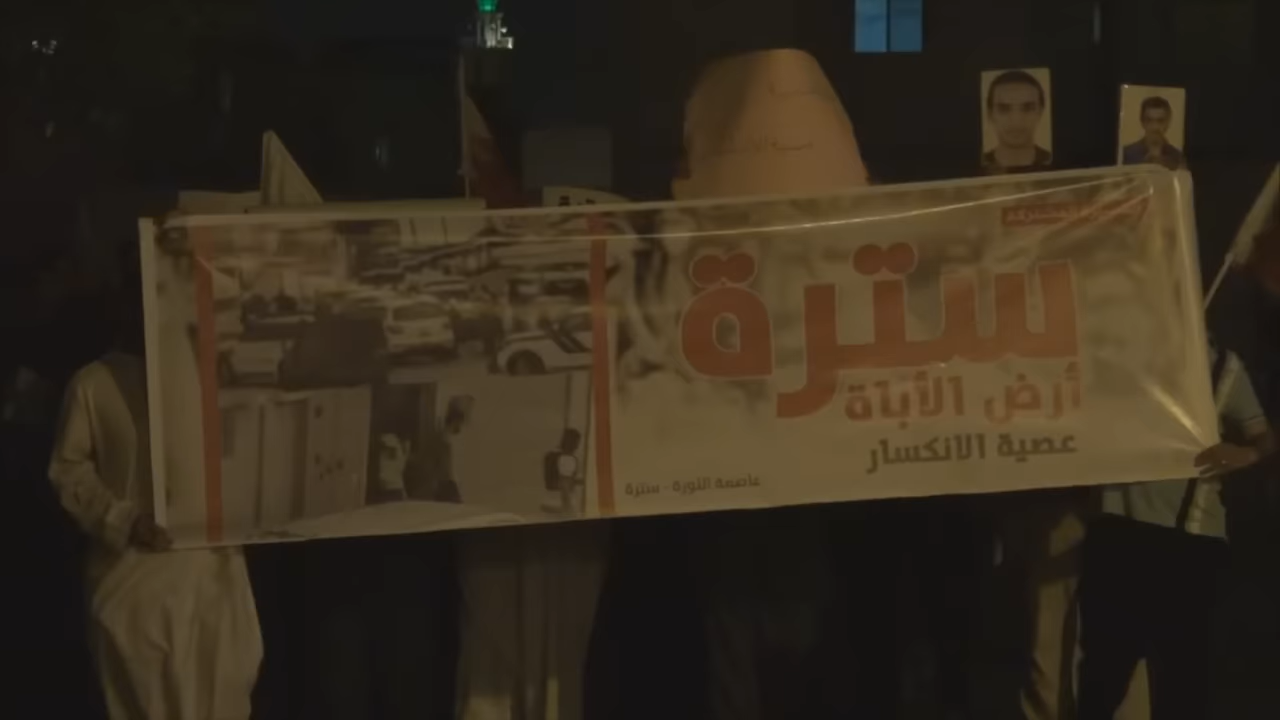 سترة
أرض الأباة
عصية الانكسار
عاصمة الثورة - سترة